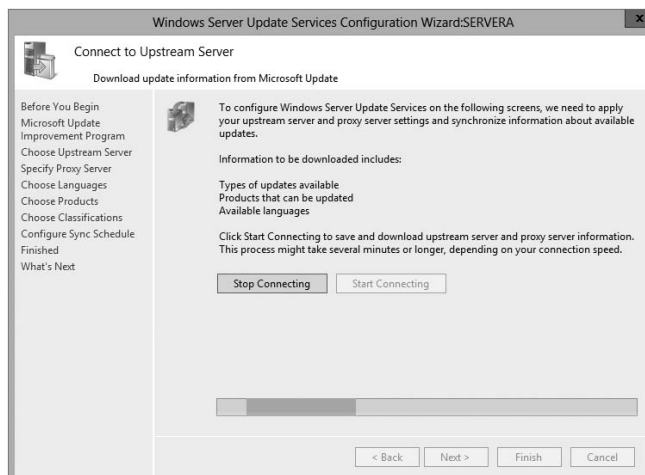 Windows Server Update Services Configuration Wizard:SERVERA
x
Connect to Upstream Server
Download update information from Microsoft Update
Before You Begin
Microsoft Update
Improvement Program
Choose Upstream Server
Specify Proxy Server
Choose Languages
Choose Products
Choose Classifications
Configure Sync Schedule
Finished
What's Next
To configure Windows Server Update Services on the following screens, we need to apply
your upstream server and proxy server settings and synchronize information about available
updates.
Information to be downloaded includes:
Types of updates available
Products that can be updated
Available languages
Click Start Connecting to save and download upstream server and proxy server information.
This process might take several minutes or longer, depending on your connection speed.
Stop Connecting
Start Connecting
< Back
Next >
Finish
Cancel